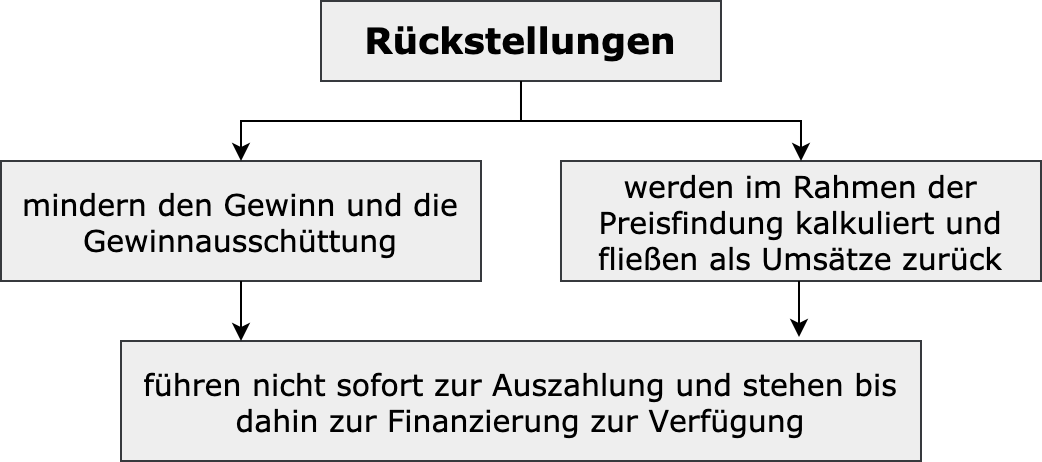 Rückstellungen
mindern den Gewinn und die
Gewinnausschüttung
werden im Rahmen der
Preisfindung kalkuliert und
fließen als Umsätze zurück
führen nicht sofort zur Auszahlung und stehen bis
dahin zur Finanzierung zur Verfügung